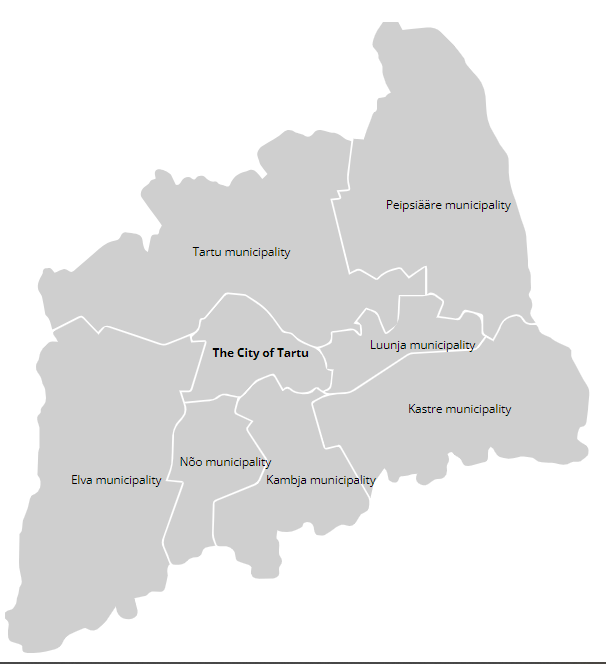 Peipsiääre municipality
Tartu municipality
Luunja municipality
The City of Tartu
Kastre municipality
Nõo municipality
Elva municipality
Kambja municipality